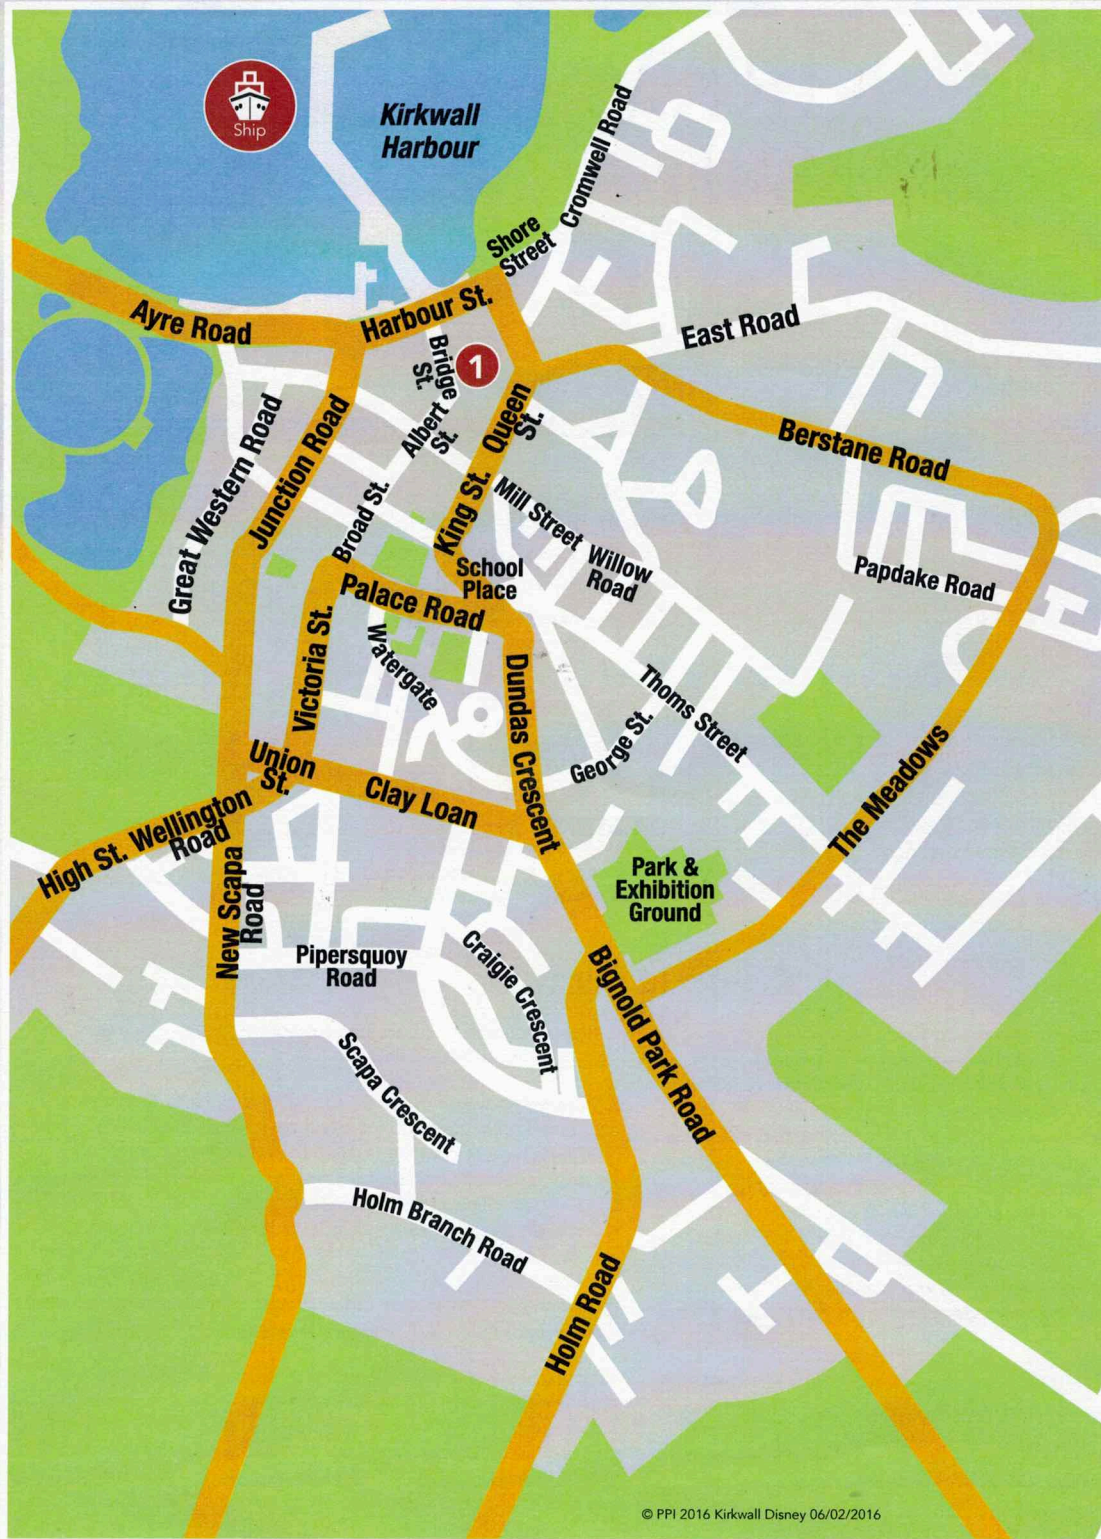 Ship
Kirkwall
Harbour
Cromwell Road
Shore
Street
Ayre Road
Harbour St.
East Road
Bridge
St.
1
Albert
St.
Queen
St.
Great Western Road
Junction Road
Berstane Road
Broad St.
King St.
Mill Street
Willow
Road
School
Place
Papdake Road
Palace Road
Victoria St.
Watergate
Dundas Crescent
Thoms Street
George St.
Union
St.
Clay Loan
The Meadows
High St.
Wellington
Road
New Scapa
Road
Park &
Exhibition
Ground
Pipersquoy
Road
Craigie Crescent
Bignold Park Road
Scapa Crescent
Holm Branch Road
Holm Road
© PPI 2016 Kirkwall Disney 06/02/2016